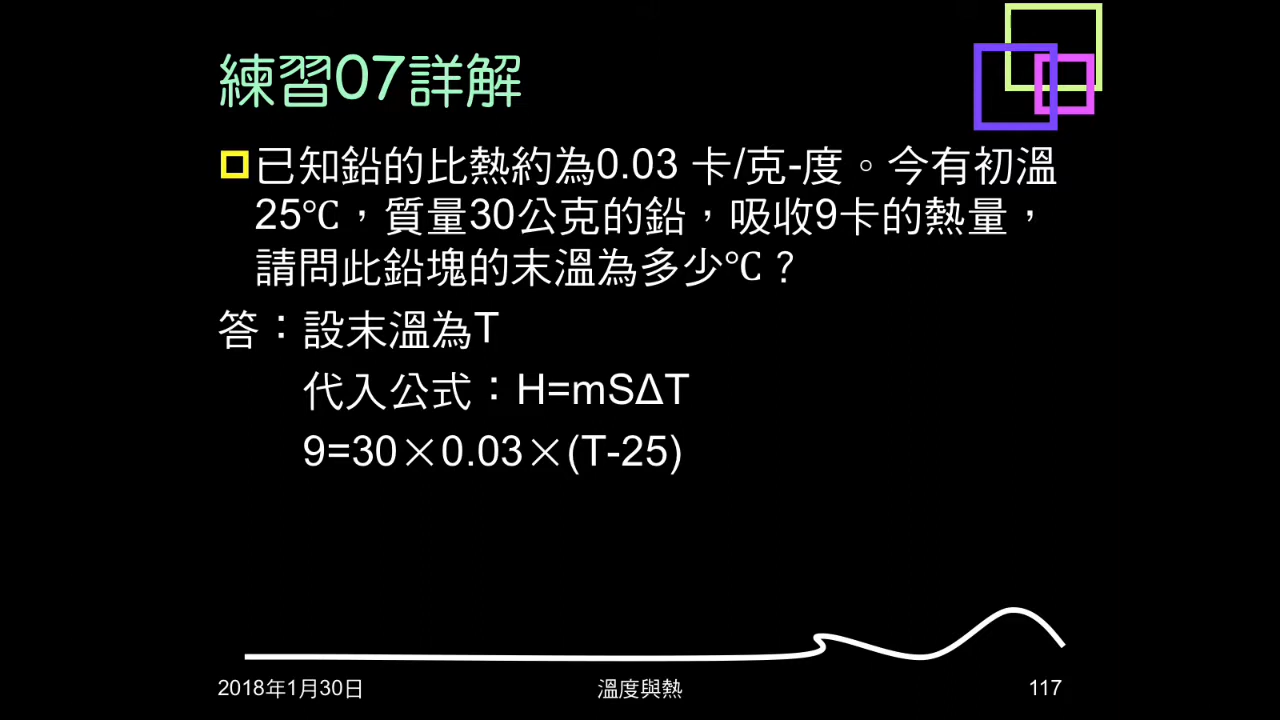 練習07詳解
已知鉛的比熱約為0.03 卡/克-度。今有初溫
25℃，質量30公克的鉛，吸收9卡的熱量，
請問此鉛塊的末溫為多少℃？
答：設末溫為T
代入公式：H=mSΔT
9=30×0.03×(T-25)
2018年1月30日
溫度與熱
117